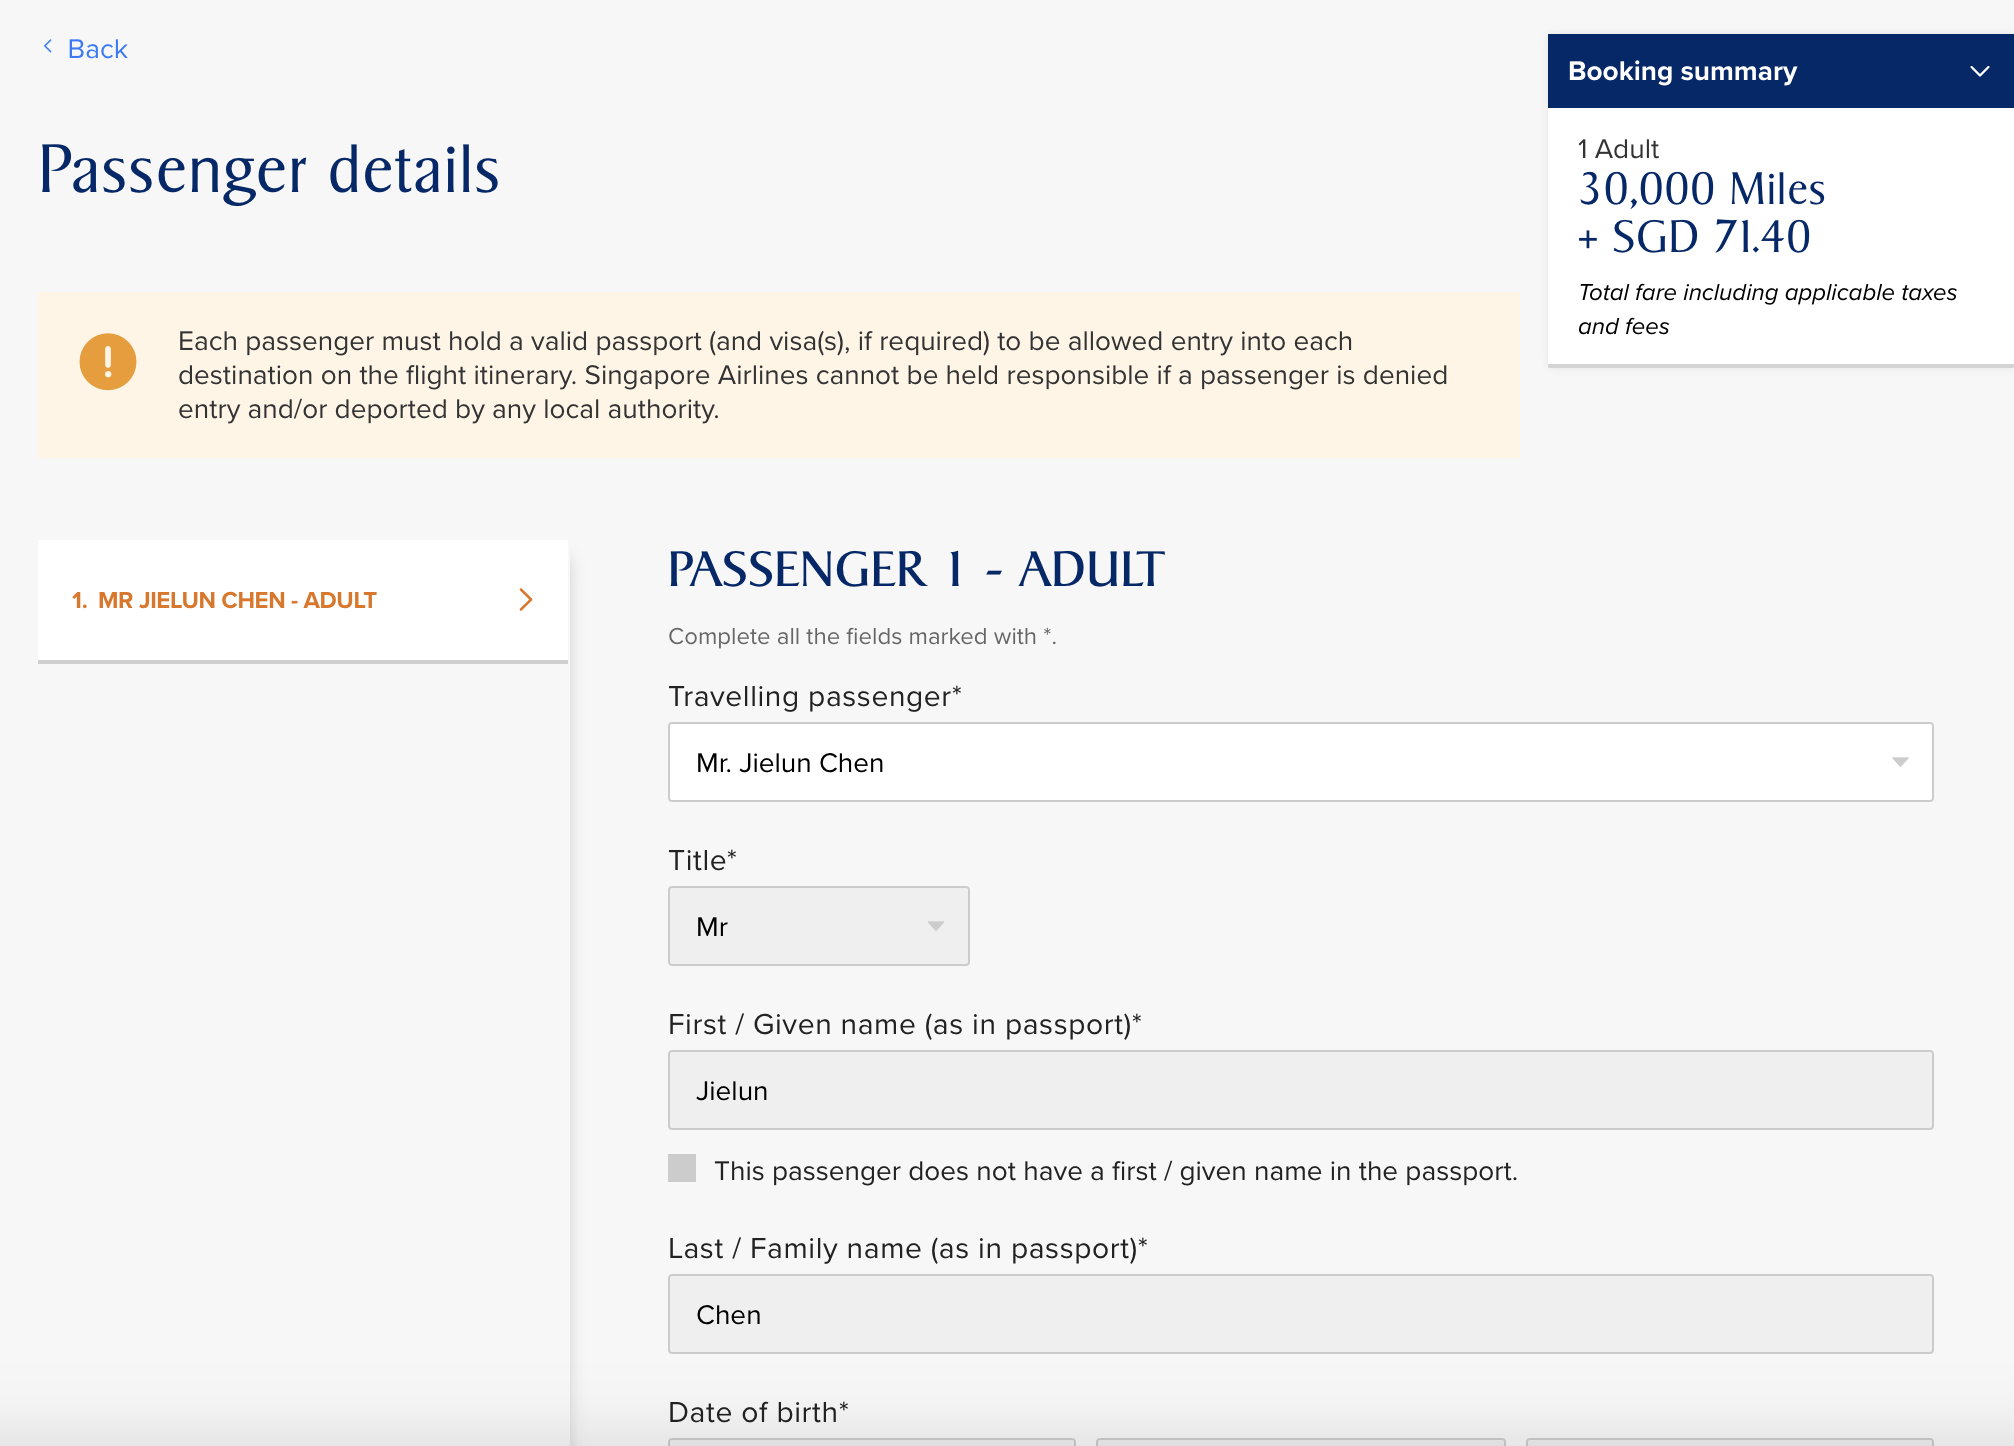 Back
Booking summary
1 Adult
30,000 Miles
+ SGD 71.40
Total fare including applicable taxes
and fees
Passenger details
Each passenger must hold a valid passport (and visa(s), if required) to be allowed entry into each
destination on the flight itinerary. Singapore Airlines cannot be held responsible if a passenger is denied
entry and/or deported by any local authority.
1. MR JIELUN CHEN - ADULT
PASSENGER 1 - ADULT
Complete all the fields marked with *.
Travelling passenger*
Mr. Jielun Chen
Title*
Mr
First / Given name (as in passport)*
Jielun
This passenger does not have a first / given name in the passport.
Last / Family name (as in passport)*
Chen
Date of birth*